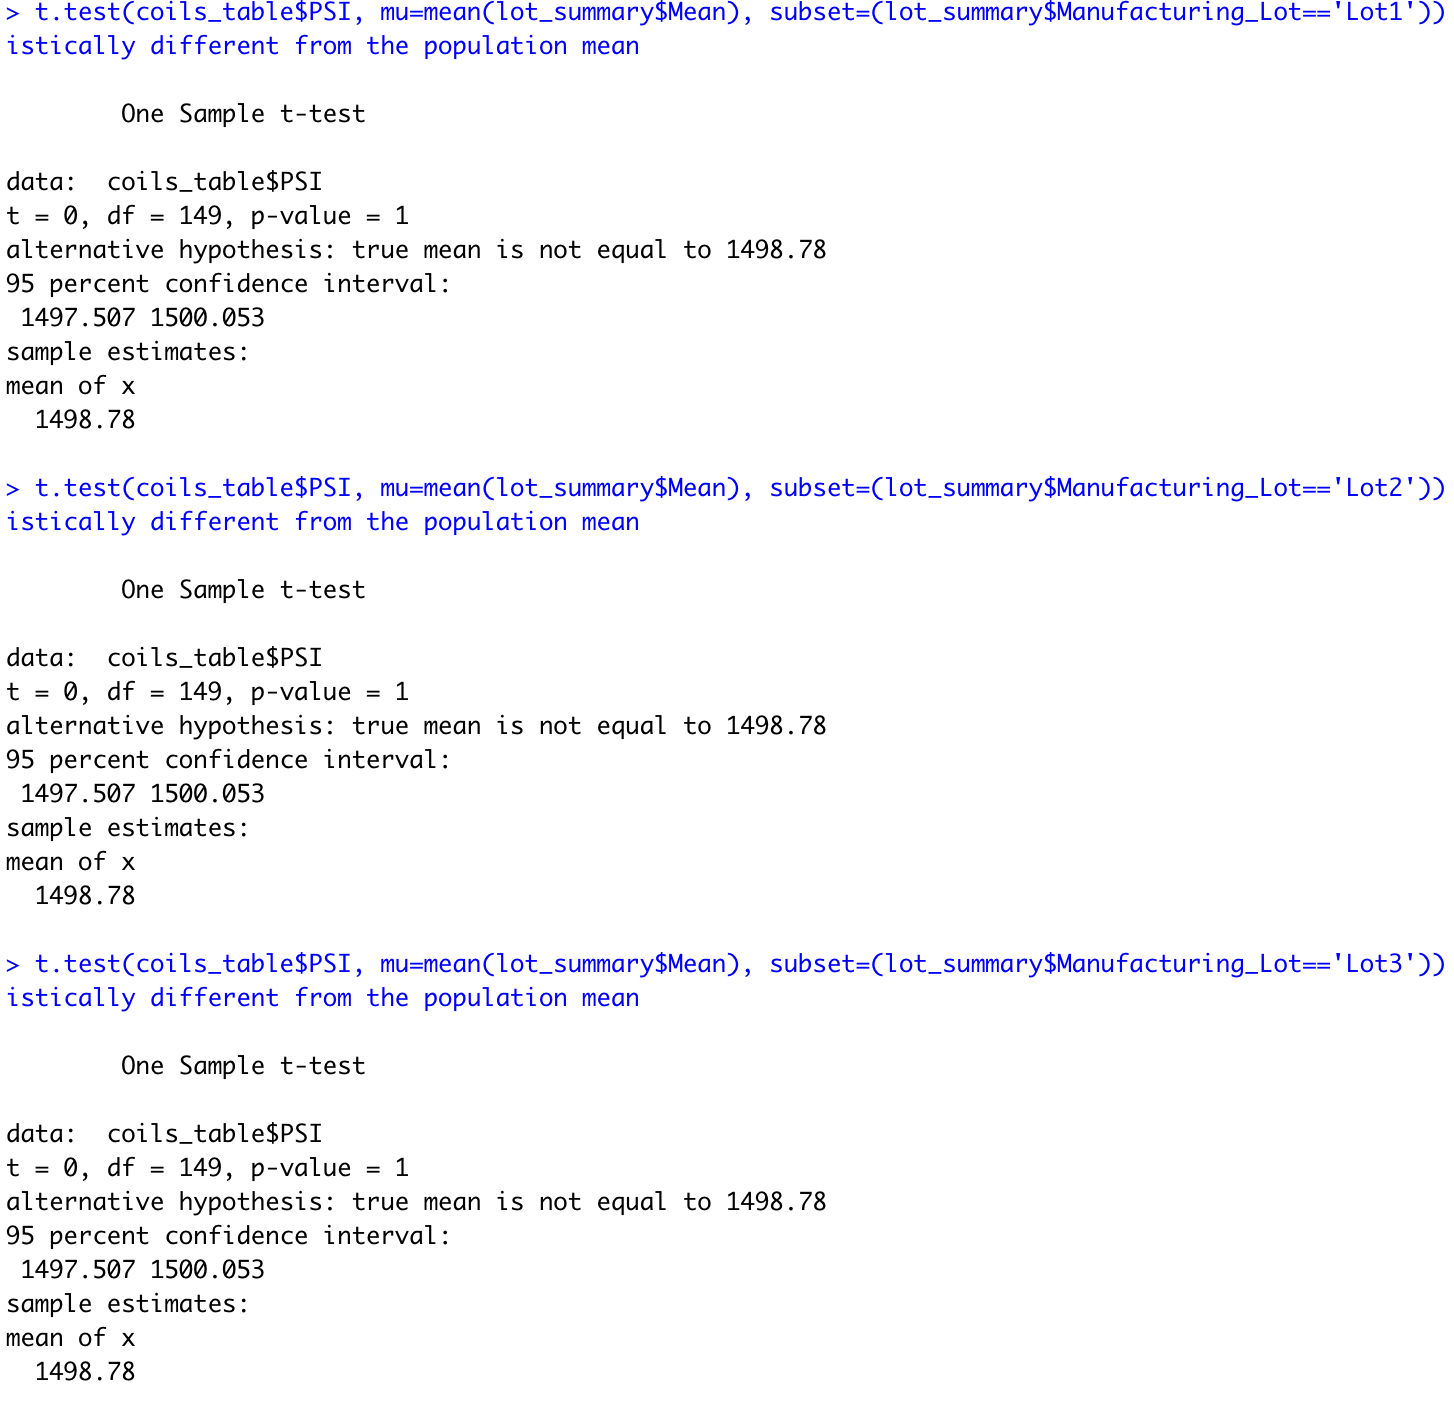 > t.test(coils_table$PSI, mu=mean(lot_summary$Mean), subset=(lot_summary$Manufacturing_Lot=='Lot1'))
istically different from the population mean
One Sample t-test
data:  coils_table$PSI
t = 0, df = 149, p-value = 1
alternative hypothesis: true mean is not equal to 1498.78
95 percent confidence interval:
 1497.507 1500.053
sample estimates:
mean of x
  1498.78
> t.test(coils_table$PSI, mu=mean(lot_summary$Mean), subset=(lot_summary$Manufacturing_Lot=='Lot2'))
istically different from the population mean
One Sample t-test
data:  coils_table$PSI
t = 0, df = 149, p-value = 1
alternative hypothesis: true mean is not equal to 1498.78
95 percent confidence interval:
 1497.507 1500.053
sample estimates:
mean of x
  1498.78
> t.test(coils_table$PSI, mu=mean(lot_summary$Mean), subset=(lot_summary$Manufacturing_Lot=='Lot3'))
istically different from the population mean
One Sample t-test
data:  coils_table$PSI
t = 0, df = 149, p-value = 1
alternative hypothesis: true mean is not equal to 1498.78
95 percent confidence interval:
 1497.507 1500.053
sample estimates:
mean of x
  1498.78